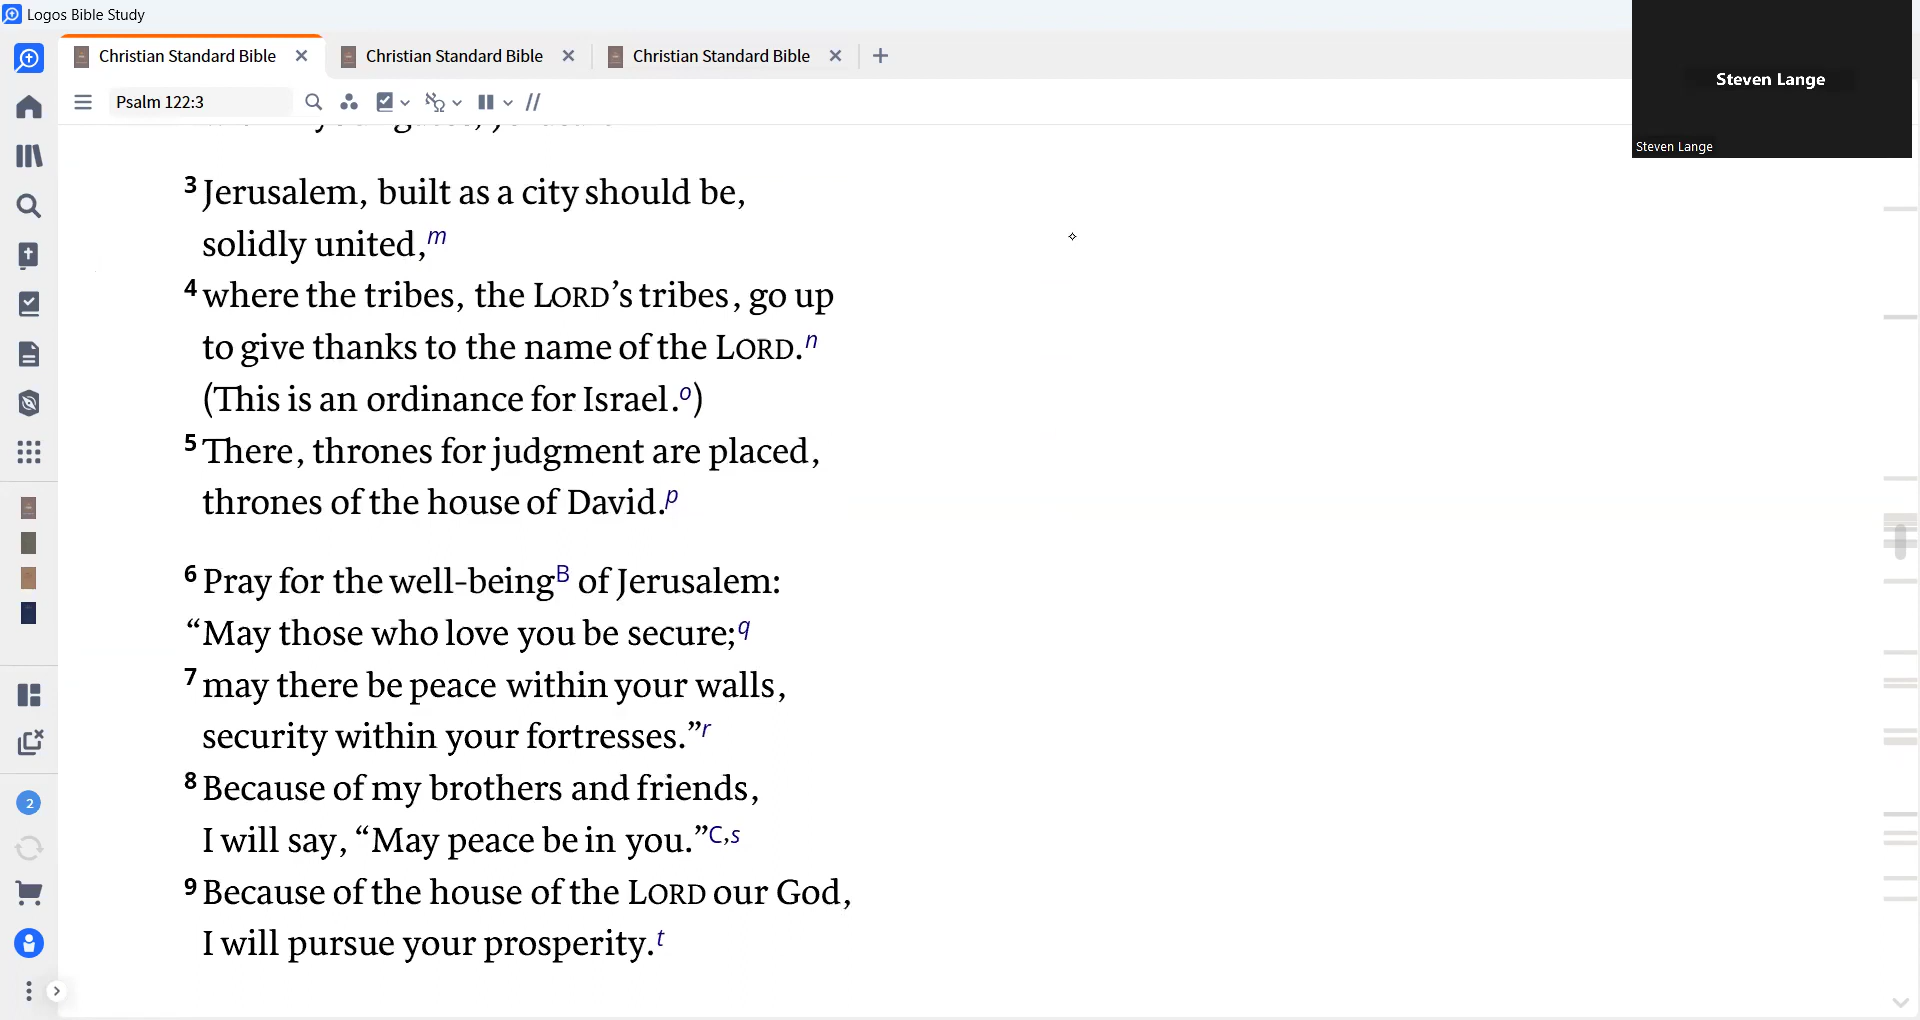 Logos Bible Study
Christian Standard Bible
Christian Standard Bible
Christian Standard Bible
Psalm 122:3
Steven Lange
Steven Lange
3 Jerusalem, built as a city should be,
solidly united,m
4 where the tribes, the LORD’s tribes, go up
to give thanks to the name of the LORD.n
(This is an ordinance for Israel.o)
5 There, thrones for judgment are placed,
thrones of the house of David.p
6 Pray for the well-beingB of Jerusalem:
“May those who love you be secure;q
7 may there be peace within your walls,
security within your fortresses.”r
8 Because of my brothers and friends,
I will say, “May peace be in you.”C,s
9 Because of the house of the LORD our God,
I will pursue your prosperity.t
2